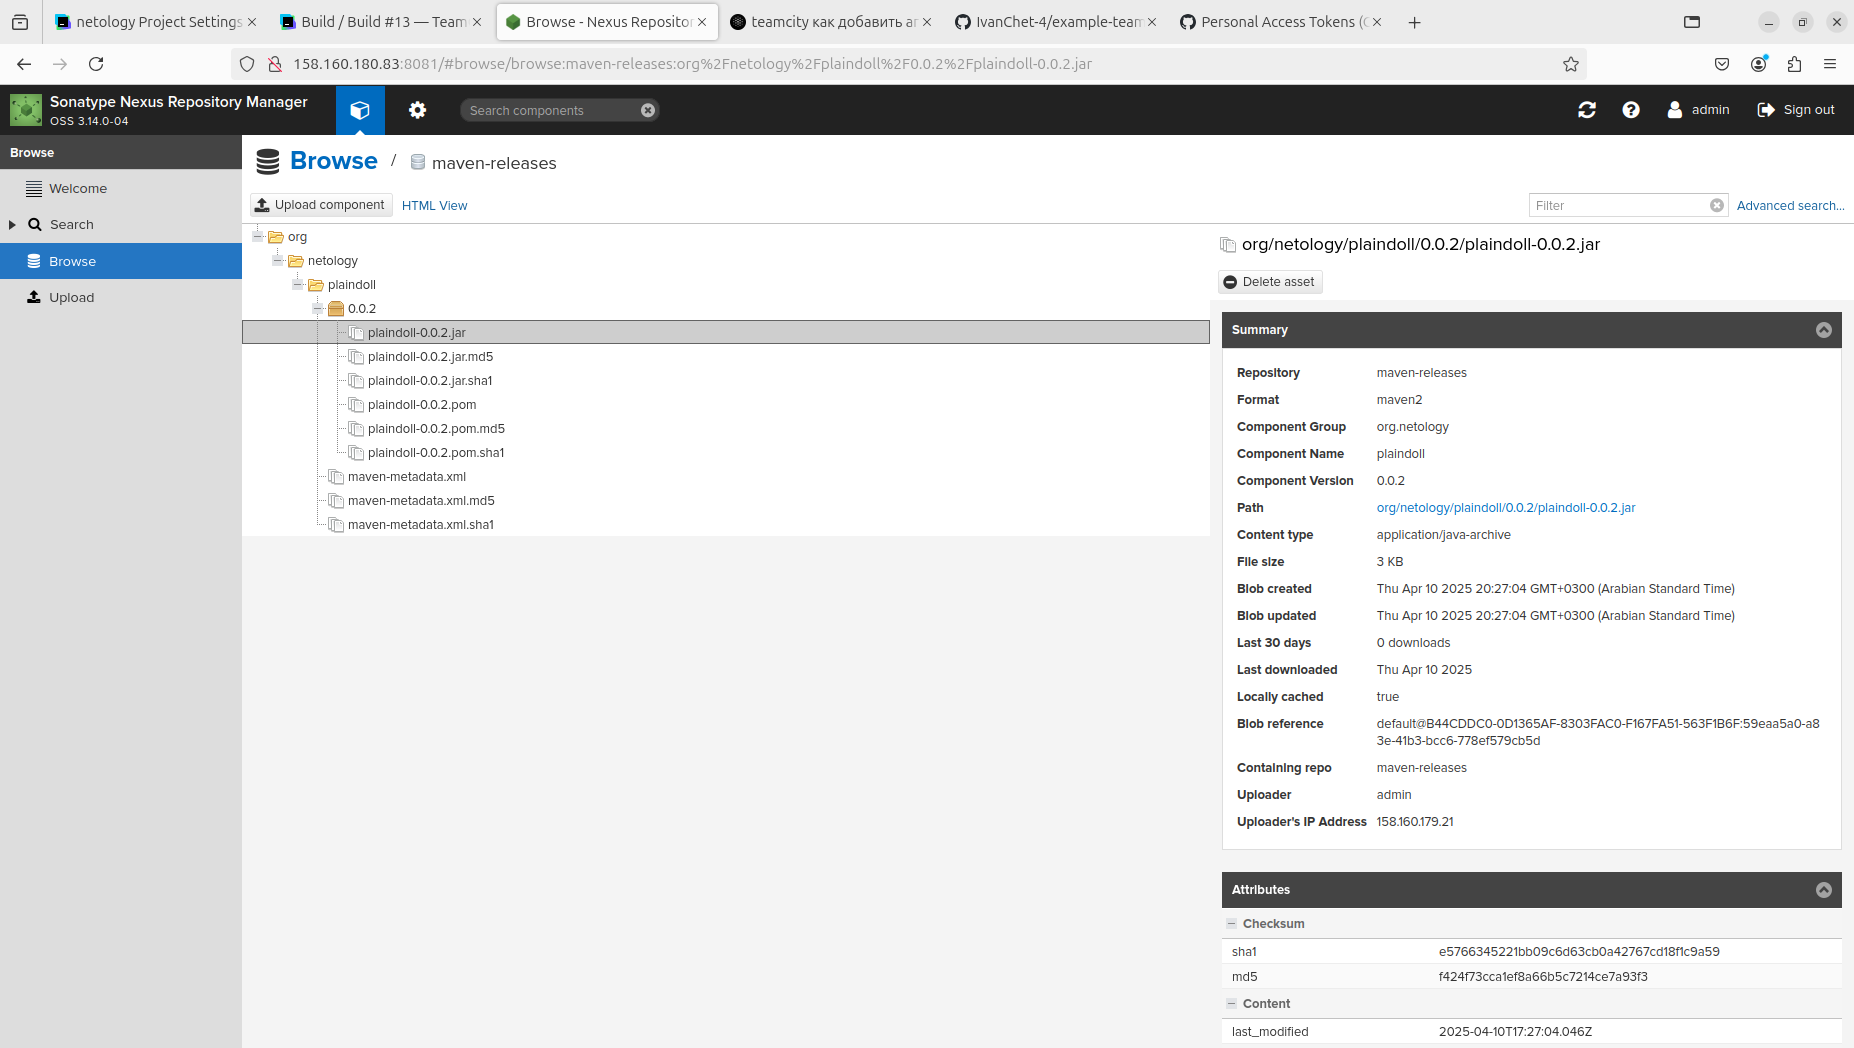 netology Project Settings
Build / Build #13 — Team
Browse - Nexus Repositor
teamcity как добавить ar
IvanChet-4/example-team
Personal Access Tokens (C
158.160.180.83:8081/#browse/browse:maven-releases:org%2Fnetology%2Fplaindoll%2F0.0.2%2Fplaindoll-0.0.2.jar
Sonatype Nexus Repository Manager
OSS 3.14.0-04
Search components
admin
Sign out
Browse
Welcome
Search
Browse
Upload
Browse / maven-releases
Upload component
HTML View
Filter
Advanced search...
org
netology
plaindoll
0.0.2
plaindoll-0.0.2.jar
plaindoll-0.0.2.jar.md5
plaindoll-0.0.2.jar.sha1
plaindoll-0.0.2.pom
plaindoll-0.0.2.pom.md5
plaindoll-0.0.2.pom.sha1
maven-metadata.xml
maven-metadata.xml.md5
maven-metadata.xml.sha1
org/netology/plaindoll/0.0.2/plaindoll-0.0.2.jar
Delete asset
Summary
Repository maven-releases
Format maven2
Component Group org.netology
Component Name plaindoll
Component Version 0.0.2
Path org/netology/plaindoll/0.0.2/plaindoll-0.0.2.jar
Content type application/java-archive
File size 3 KB
Blob created Thu Apr 10 2025 20:27:04 GMT+0300 (Arabian Standard Time)
Blob updated Thu Apr 10 2025 20:27:04 GMT+0300 (Arabian Standard Time)
Last 30 days 0 downloads
Last downloaded Thu Apr 10 2025
Locally cached true
Blob reference default@B44CDDC0-0D1365AF-8303FAC0-F167FA51-563F1B6F:59eaa5a0-a8
3e-41b3-bcc6-778ef579cb5d
Containing repo maven-releases
Uploader admin
Uploader's IP Address 158.160.179.21
Attributes
Checksum
sha1 e5766345221bb09c6d63cb0a42767cd18f1c9a59
md5 f424f73cca1ef8a66b5c7214ce7a93f3
Content
last_modified 2025-04-10T17:27:04.046Z